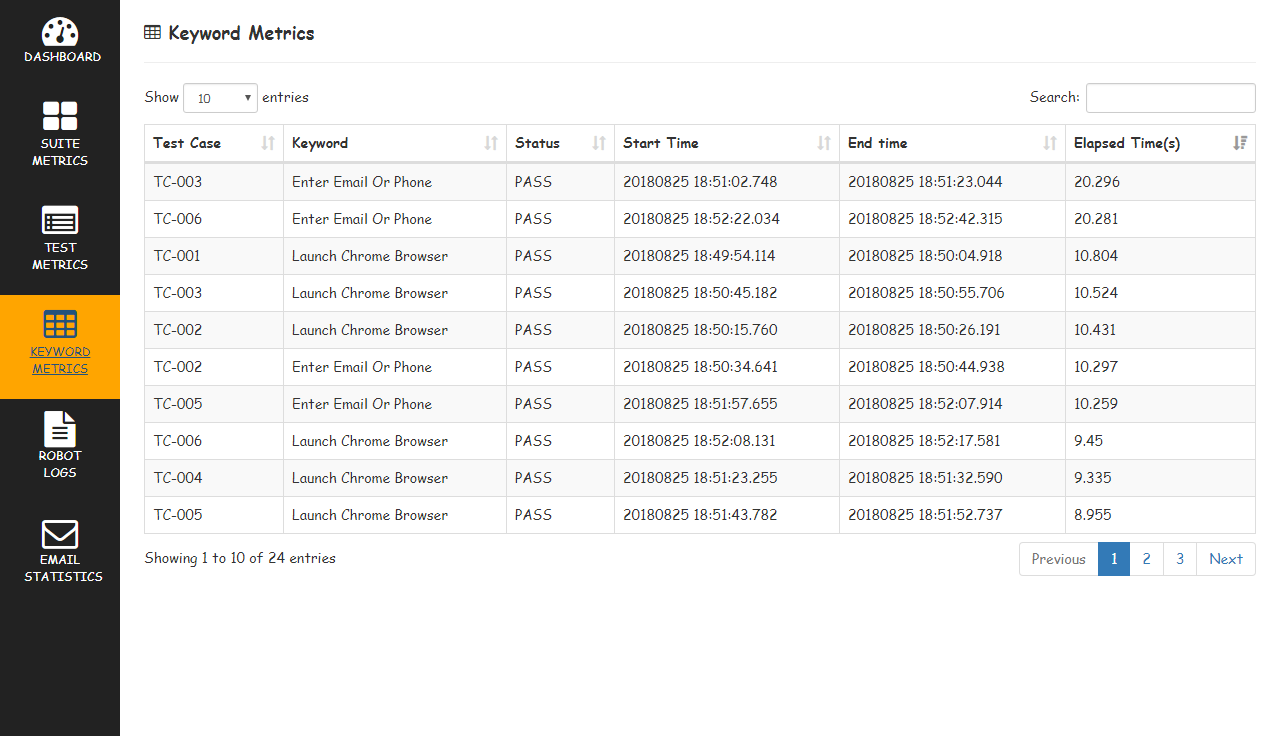 DASHBOARD
SUITE
METRICS
TEST
METRICS
KEYWORD
METRICS
ROBOT
LOGS
EMAIL
STATISTICS
Keyword Metrics
Show 10 entries Search:
Test Case Keyword Status Start Time End time Elapsed Time(s)
TC-003 Enter Email Or Phone PASS 20180825 18:51:02.748 20180825 18:51:23.044 20.296
TC-006 Enter Email Or Phone PASS 20180825 18:52:22.034 20180825 18:52:42.315 20.281
TC-001 Launch Chrome Browser PASS 20180825 18:49:54.114 20180825 18:50:04.918 10.804
TC-003 Launch Chrome Browser PASS 20180825 18:50:45.182 20180825 18:50:55.706 10.524
TC-002 Launch Chrome Browser PASS 20180825 18:50:15.760 20180825 18:50:26.191 10.431
TC-002 Enter Email Or Phone PASS 20180825 18:50:34.641 20180825 18:50:44.938 10.297
TC-005 Enter Email Or Phone PASS 20180825 18:51:57.655 20180825 18:52:07.914 10.259
TC-006 Launch Chrome Browser PASS 20180825 18:52:08.131 20180825 18:52:17.581 9.45
TC-004 Launch Chrome Browser PASS 20180825 18:51:23.255 20180825 18:51:32.590 9.335
TC-005 Launch Chrome Browser PASS 20180825 18:51:43.782 20180825 18:51:52.737 8.955
Showing 1 to 10 of 24 entries Previous 1 2 3 Next